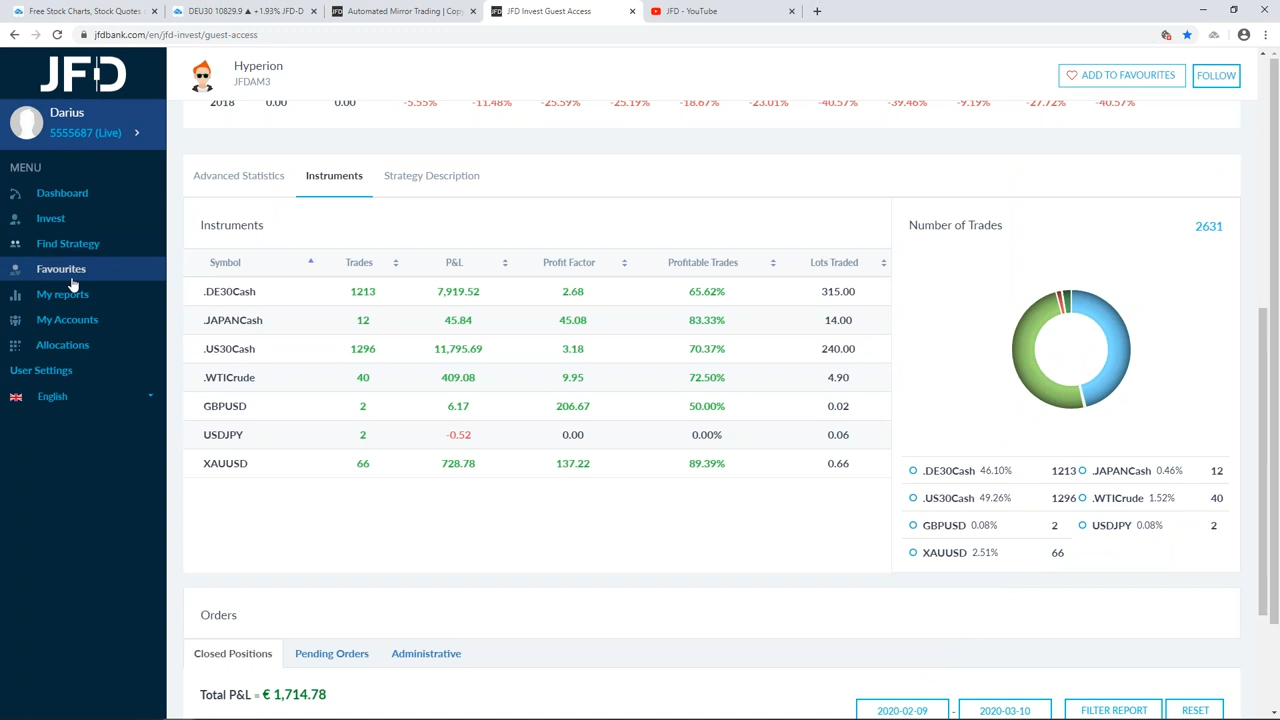 Free Stock Charts, Stock Quotes
DEU30 10829.9 ▲ +1.93% JFD-D
Automated Mirror Trading | Copy
JFD Invest Guest Access
JFD - YouTube
jfdbank.com/en/jfd-invest/guest-access
JFD
Darius
5555687 (Live)
MENU
Dashboard
Invest
Find Strategy
Favourites
My reports
My Accounts
Allocations
User Settings
English
Hyperion
JFDAM3
ADD TO FAVOURITES
FOLLOW
2018 0.00 0.00 -5.55% -11.48% -25.59% -25.19% -18.67% -23.01% -40.57% -39.46% -9.19% -27.72% -40.57%
Advanced Statistics Instruments Strategy Description
Instruments
Symbol Trades P&L Profit Factor Profitable Trades Lots Traded
.DE30Cash 1213 7,919.52 2.68 65.62% 315.00
.JAPANCash 12 45.84 45.08 83.33% 14.00
.US30Cash 1296 11,795.69 3.18 70.37% 240.00
.WTICrude 40 409.08 9.95 72.50% 4.90
GBPUSD 2 6.17 206.67 50.00% 0.02
USDJPY 2 -0.52 0.00 0.00% 0.06
XAUUSD 66 728.78 137.22 89.39% 0.66
Number of Trades 2631
.DE30Cash 46.10% 1213 .JAPANCash 0.46% 12
.US30Cash 49.26% 1296 .WTICrude 1.52% 40
GBPUSD 0.08% 2 USDJPY 0.08% 2
XAUUSD 2.51% 66
Orders
Closed Positions Pending Orders Administrative
Total P&L = € 1,714.78
2020-02-09 - 2020-03-10 FILTER REPORT RESET